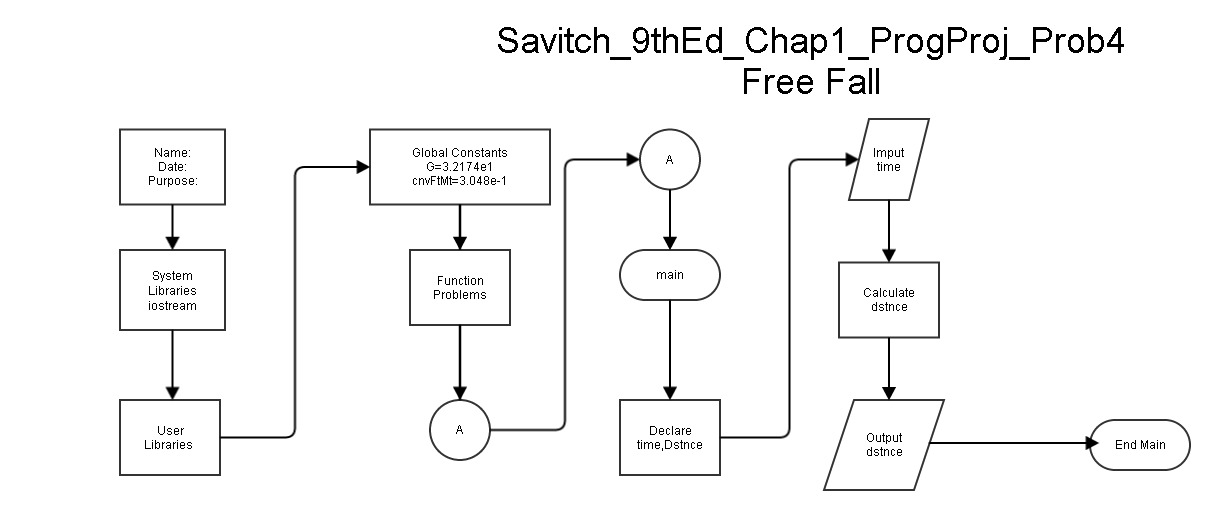 Savitch_9thEd_Chap1_ProgProj_Prob4
Free Fall
Name:
Date:
Purpose:
System
Libraries
iostream
User
Libraries
Global Constants
G=3.2174e1
cnvFtMt=3.048e-1
Function
Problems
A
A
main
Declare
time,Dstnce
Imput
time
Calculate
dstnce
Output
dstnce
End Main